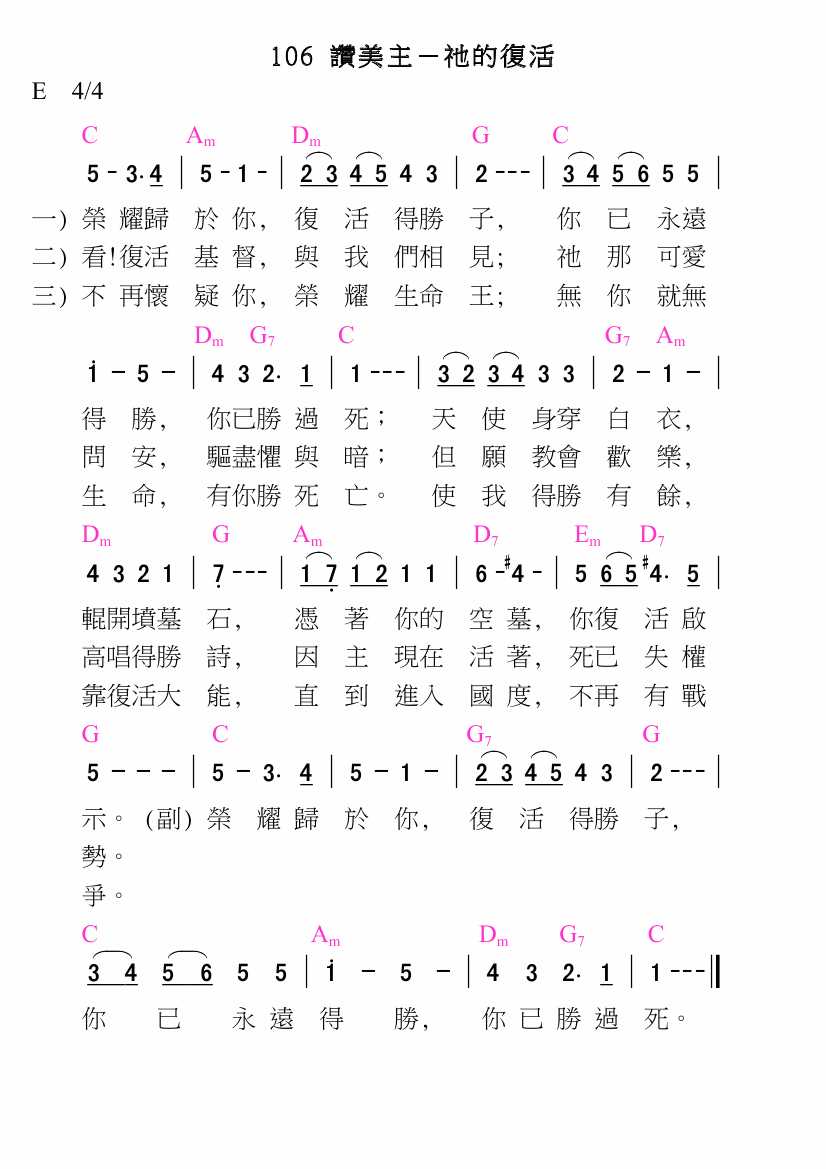 106 讚美主－祂的復活
E 4/4
C Am Dm G C
5 - 3. 4 | 5 - 1 - | 2 3 4 5 4 3 | 2 - - - | 3 4 5 6 5 5 |
一) 榮 耀歸 於 你, 復 活 得勝 子, 你 已 永遠
二) 看!復活 基 督, 與 我 們相 見; 祂 那 可愛
三) 不 再懷 疑 你, 榮 耀 生命 王; 無 你 就無
Dm G7 C G7 Am
1̇ - 5 - | 4 3 2. 1 | 1 - - - | 3 2 3 4 3 3 | 2 - 1 - |
得 勝, 你已勝 過 死; 天 使 身穿 白 衣,
問 安, 驅盡懼 與 暗; 但 願 教會 歡 樂,
生 命, 有你勝 死 亡。 使 我 得勝 有 餘,
Dm G Am D7 Em D7
4 3 2 1 | 7̣ - - - | 1 7̣ 1 2 1 1 | 6 - #4 - | 5 6 5 #4. 5 |
輥開墳墓 石, 憑 著 你的 空 墓, 你復 活 啟
高唱得勝 詩, 因 主 現在 活 著, 死已 失 權
靠復活大 能, 直 到 進入 國 度, 不再 有 戰
G C G7 G
5 - - - | 5 - 3. 4 | 5 - 1 - | 2 3 4 5 4 3 | 2 - - - |
示。 (副) 榮 耀 歸 於 你, 復 活 得勝 子,
勢。
爭。
C Am Dm G7 C
3 4 5 6 5 5 | 1̇ - 5 - | 4 3 2. 1 | 1 - - - ‖
你 已 永 遠 得 勝, 你 已 勝 過 死。